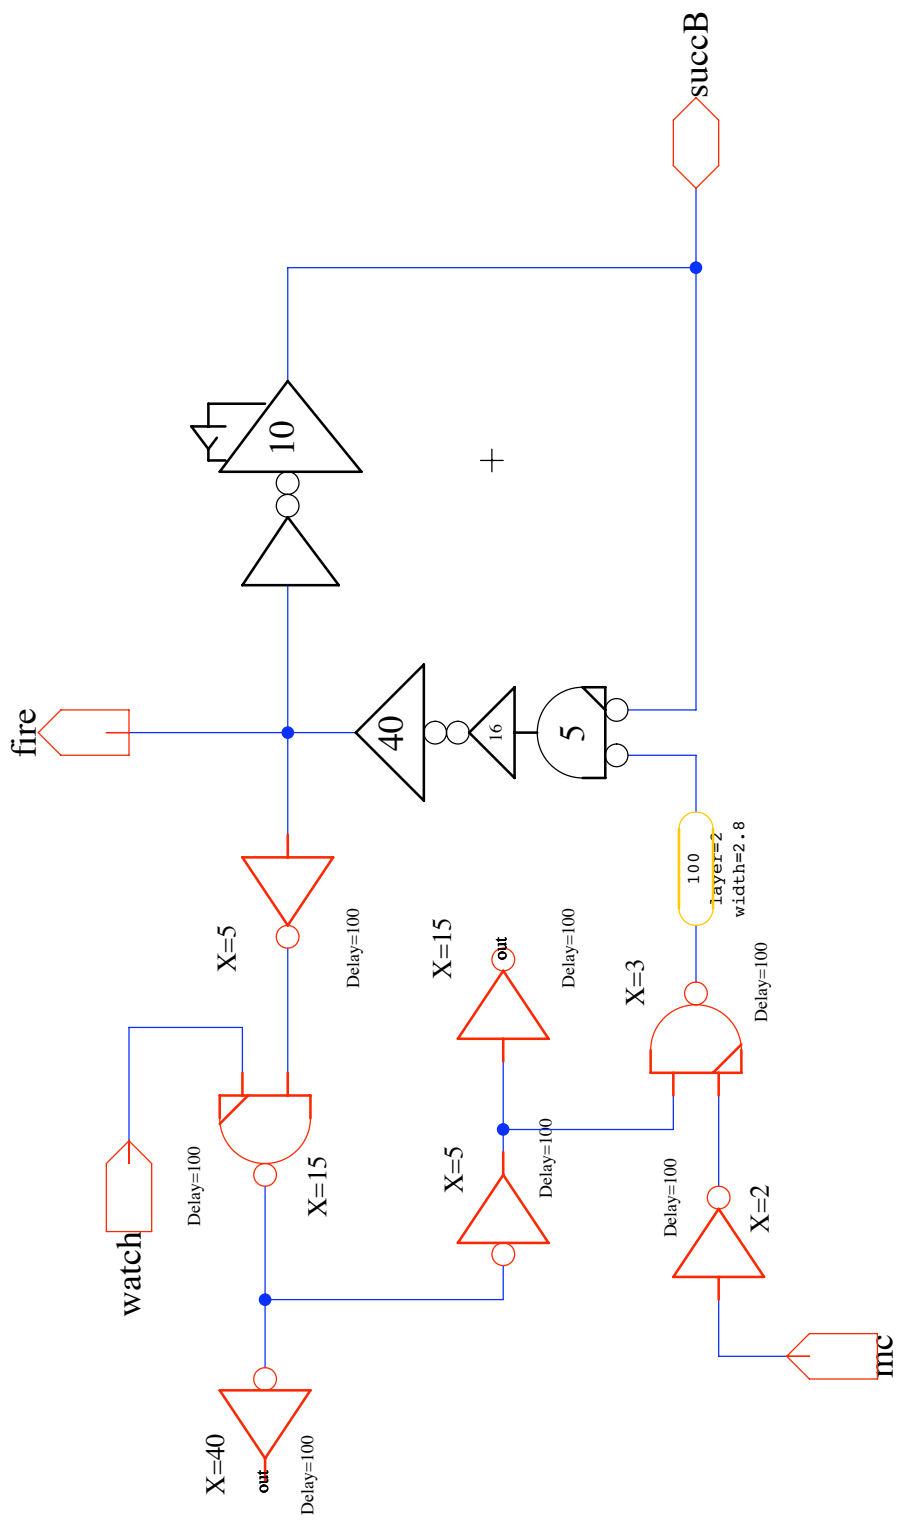 fire
watch
Delay=100
X=40
X=5
out
10
Delay=100
X=15
Delay=100
40
X=15
X=5
16
out
Delay=100
Delay=100
5
X=3
Delay=100
succB
100
layer=2
width=2.8
X=2
Delay=100
mc